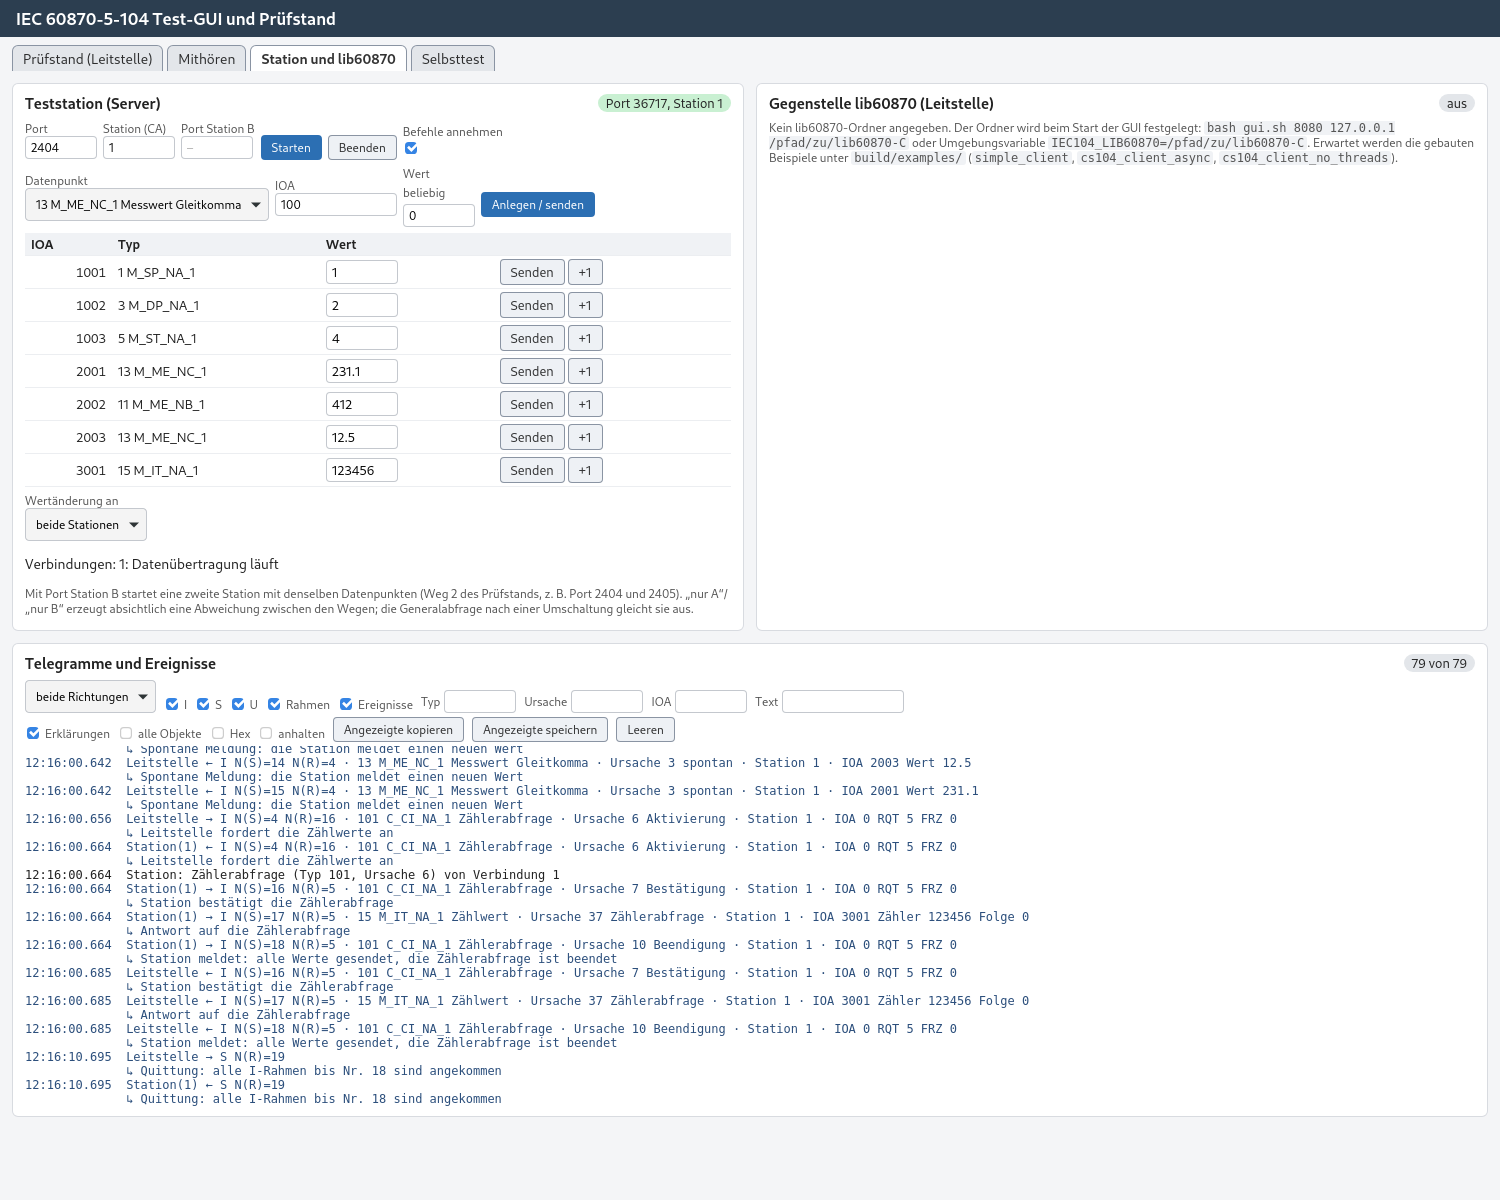 IEC 60870-5-104 Test-GUI und Prüfstand
Prüfstand (Leitstelle) Mithören Station und lib60870 Selbsttest
Teststation (Server) Port 36717, Station 1
Port Station (CA) Port Station B Befehle annehmen
2404 1 – Starten Beenden
Datenpunkt IOA Wert
beliebig
13 M_ME_NC_1 Messwert Gleitkomma 100 0 Anlegen / senden
IOA Typ Wert
1001 1 M_SP_NA_1 1 Senden +1
1002 3 M_DP_NA_1 2 Senden +1
1003 5 M_ST_NA_1 4 Senden +1
2001 13 M_ME_NC_1 231.1 Senden +1
2002 11 M_ME_NB_1 412 Senden +1
2003 13 M_ME_NC_1 12.5 Senden +1
3001 15 M_IT_NA_1 123456 Senden +1
Wertänderung an
beide Stationen
Verbindungen: 1: Datenübertragung läuft
Mit Port Station B startet eine zweite Station mit denselben Datenpunkten (Weg 2 des Prüfstands, z. B. Port 2404 und 2405). „nur A“/
„nur B“ erzeugt absichtlich eine Abweichung zwischen den Wegen; die Generalabfrage nach einer Umschaltung gleicht sie aus.
Gegenstelle lib60870 (Leitstelle) aus
Kein lib60870-Ordner angegeben. Der Ordner wird beim Start der GUI festgelegt: bash gui.sh 8080 127.0.0.1
/pfad/zu/lib60870-C oder Umgebungsvariable IEC104_LIB60870=/pfad/zu/lib60870-C. Erwartet werden die gebauten
Beispiele unter build/examples/ (simple_client, cs104_client_async, cs104_client_no_threads).
Telegramme und Ereignisse 79 von 79
beide Richtungen I S U Rahmen Ereignisse Typ Ursache IOA Text
Erklärungen alle Objekte Hex anhalten Angezeigte kopieren Angezeigte speichern Leeren
↳ Spontane Meldung: die Station meldet einen neuen Wert
12:16:00.642 Leitstelle ← I N(S)=14 N(R)=4 · 13 M_ME_NC_1 Messwert Gleitkomma · Ursache 3 spontan · Station 1 · IOA 2003 Wert 12.5
↳ Spontane Meldung: die Station meldet einen neuen Wert
12:16:00.642 Leitstelle ← I N(S)=15 N(R)=4 · 13 M_ME_NC_1 Messwert Gleitkomma · Ursache 3 spontan · Station 1 · IOA 2001 Wert 231.1
↳ Spontane Meldung: die Station meldet einen neuen Wert
12:16:00.656 Leitstelle → I N(S)=4 N(R)=16 · 101 C_CI_NA_1 Zählerabfrage · Ursache 6 Aktivierung · Station 1 · IOA 0 RQT 5 FRZ 0
↳ Leitstelle fordert die Zählwerte an
12:16:00.664 Station(1) ← I N(S)=4 N(R)=16 · 101 C_CI_NA_1 Zählerabfrage · Ursache 6 Aktivierung · Station 1 · IOA 0 RQT 5 FRZ 0
↳ Leitstelle fordert die Zählwerte an
12:16:00.664 Station: Zählerabfrage (Typ 101, Ursache 6) von Verbindung 1
12:16:00.664 Station(1) → I N(S)=16 N(R)=5 · 101 C_CI_NA_1 Zählerabfrage · Ursache 7 Bestätigung · Station 1 · IOA 0 RQT 5 FRZ 0
↳ Station bestätigt die Zählerabfrage
12:16:00.664 Station(1) → I N(S)=17 N(R)=5 · 15 M_IT_NA_1 Zählwert · Ursache 37 Zählerabfrage · Station 1 · IOA 3001 Zähler 123456 Folge 0
↳ Antwort auf die Zählerabfrage
12:16:00.664 Station(1) → I N(S)=18 N(R)=5 · 101 C_CI_NA_1 Zählerabfrage · Ursache 10 Beendigung · Station 1 · IOA 0 RQT 5 FRZ 0
↳ Station meldet: alle Werte gesendet, die Zählerabfrage ist beendet
12:16:00.685 Leitstelle ← I N(S)=16 N(R)=5 · 101 C_CI_NA_1 Zählerabfrage · Ursache 7 Bestätigung · Station 1 · IOA 0 RQT 5 FRZ 0
↳ Station bestätigt die Zählerabfrage
12:16:00.685 Leitstelle ← I N(S)=17 N(R)=5 · 15 M_IT_NA_1 Zählwert · Ursache 37 Zählerabfrage · Station 1 · IOA 3001 Zähler 123456 Folge 0
↳ Antwort auf die Zählerabfrage
12:16:00.685 Leitstelle ← I N(S)=18 N(R)=5 · 101 C_CI_NA_1 Zählerabfrage · Ursache 10 Beendigung · Station 1 · IOA 0 RQT 5 FRZ 0
↳ Station meldet: alle Werte gesendet, die Zählerabfrage ist beendet
12:16:10.695 Leitstelle → S N(R)=19
↳ Quittung: alle I-Rahmen bis Nr. 18 sind angekommen
12:16:10.695 Station(1) ← S N(R)=19
↳ Quittung: alle I-Rahmen bis Nr. 18 sind angekommen